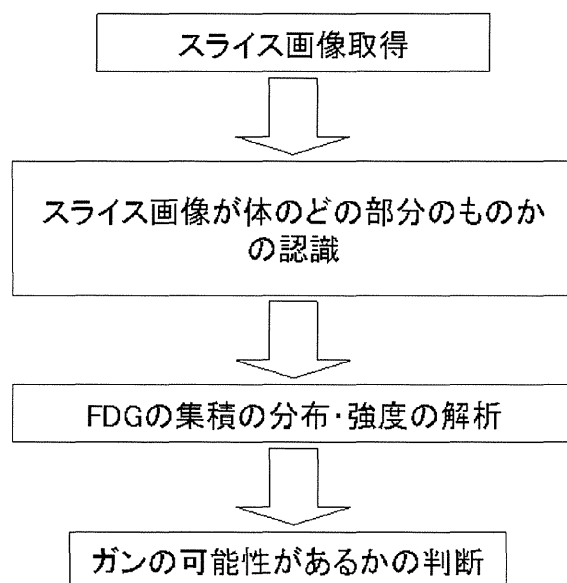 スライス画像取得
スライス画像が体のどの部分のものか
の認識
FDGの集積の分布・強度の解析
ガンの可能性があるかの判断